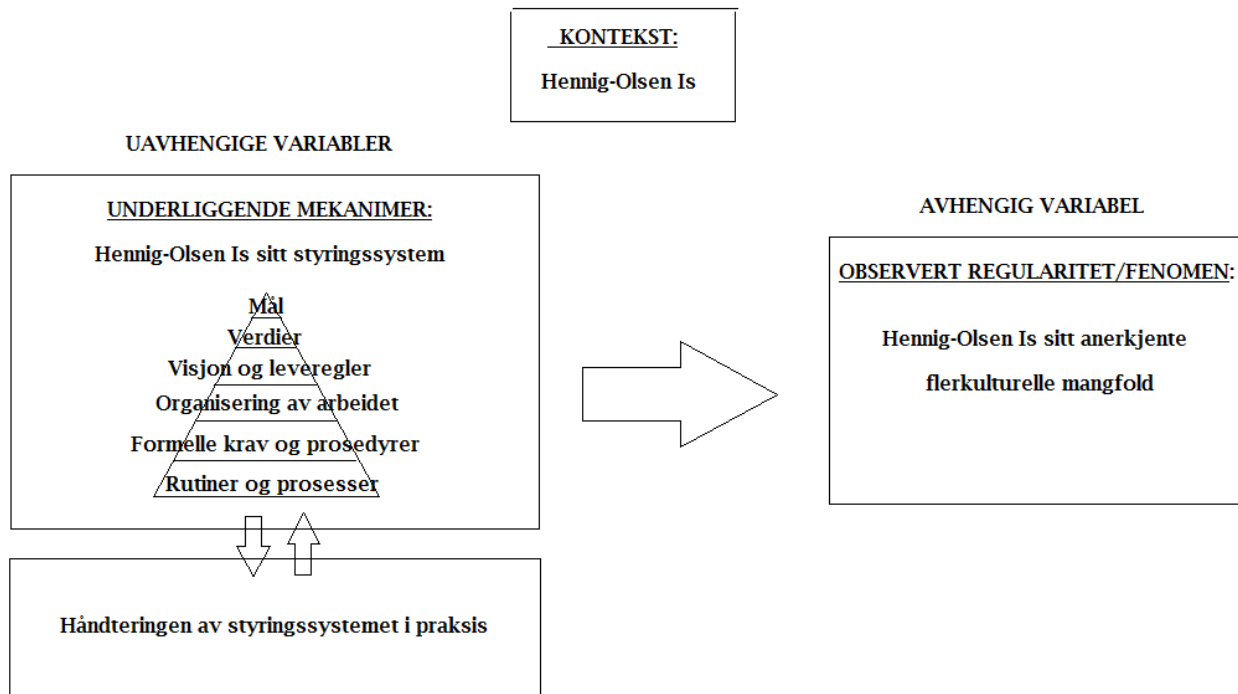 KONTEKST:
Hennig-Olsen Is
UAVHENGIGE VARIABLER
UNDERLIGGENDE MEKANIMER:
Hennig-Olsen Is sitt styringssystem
Mål
Verdier
Visjon og leveregler
Organisering av arbeidet
Formelle krav og prosedyrer
Rutiner og prosesser
Håndteringen av styringssystemet i praksis
AVHENGIG VARIABEL
OBSERVERT REGULARITET/FENOMEN:
Hennig-Olsen Is sitt anerkjente
flerkulturelle mangfold